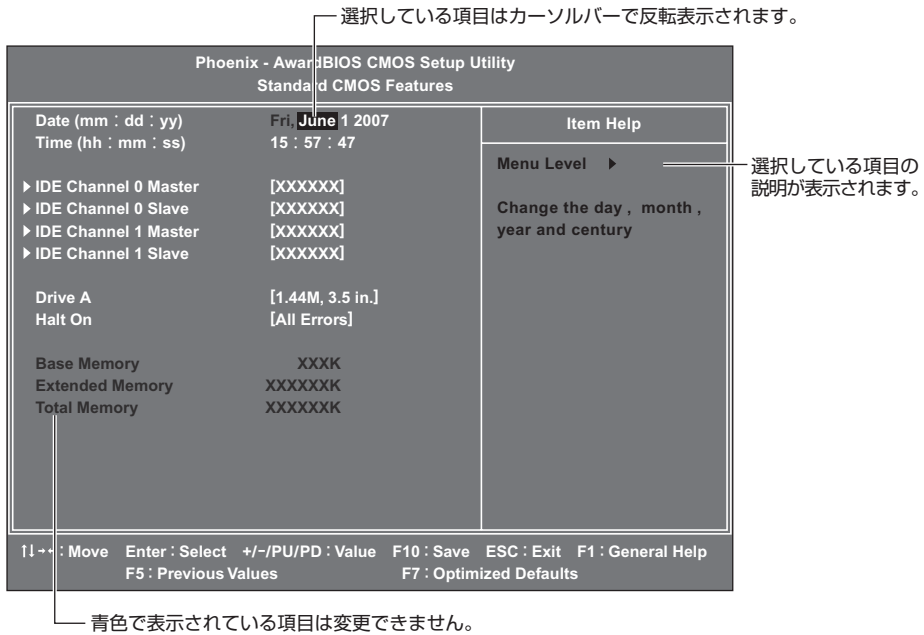 選択している項目はカーソルバーで反転表示されます。
Phoenix - AwardBIOS CMOS Setup Utility
Standard CMOS Features
Date (mm：dd：yy) Fri, June 1 2007
Time (hh：mm：ss) 15：57：47
▶ IDE Channel 0 Master [XXXXXX]
▶ IDE Channel 0 Slave [XXXXXX]
▶ IDE Channel 1 Master [XXXXXX]
▶ IDE Channel 1 Slave [XXXXXX]
Drive A [1.44M, 3.5 in.]
Halt On [All Errors]
Base Memory XXXK
Extended Memory XXXXXXK
Total Memory XXXXXXK
Item Help
Menu Level ▶
Change the day , month ,
year and century
選択している項目の
説明が表示されます。
↑↓→←：Move Enter：Select +/-/PU/PD：Value F10：Save ESC：Exit F1：General Help
F5：Previous Values F7：Optimized Defaults
青色で表示されている項目は変更できません。